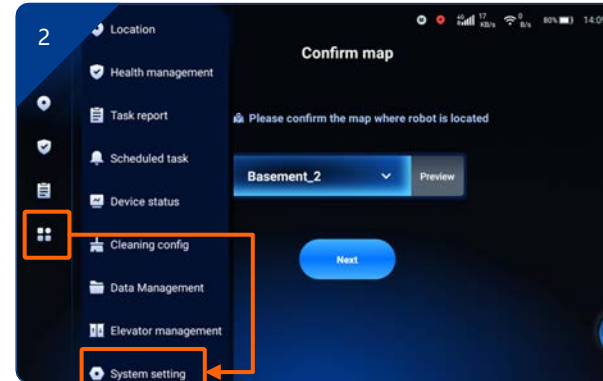 2
80% 14:0
Location
Confirm map
Health management
Task report
Please confirm the map where robot is located
Scheduled task
Basement_2
Preview
Device status
Cleaning config
Next
Data Management
Elevator management
System setting